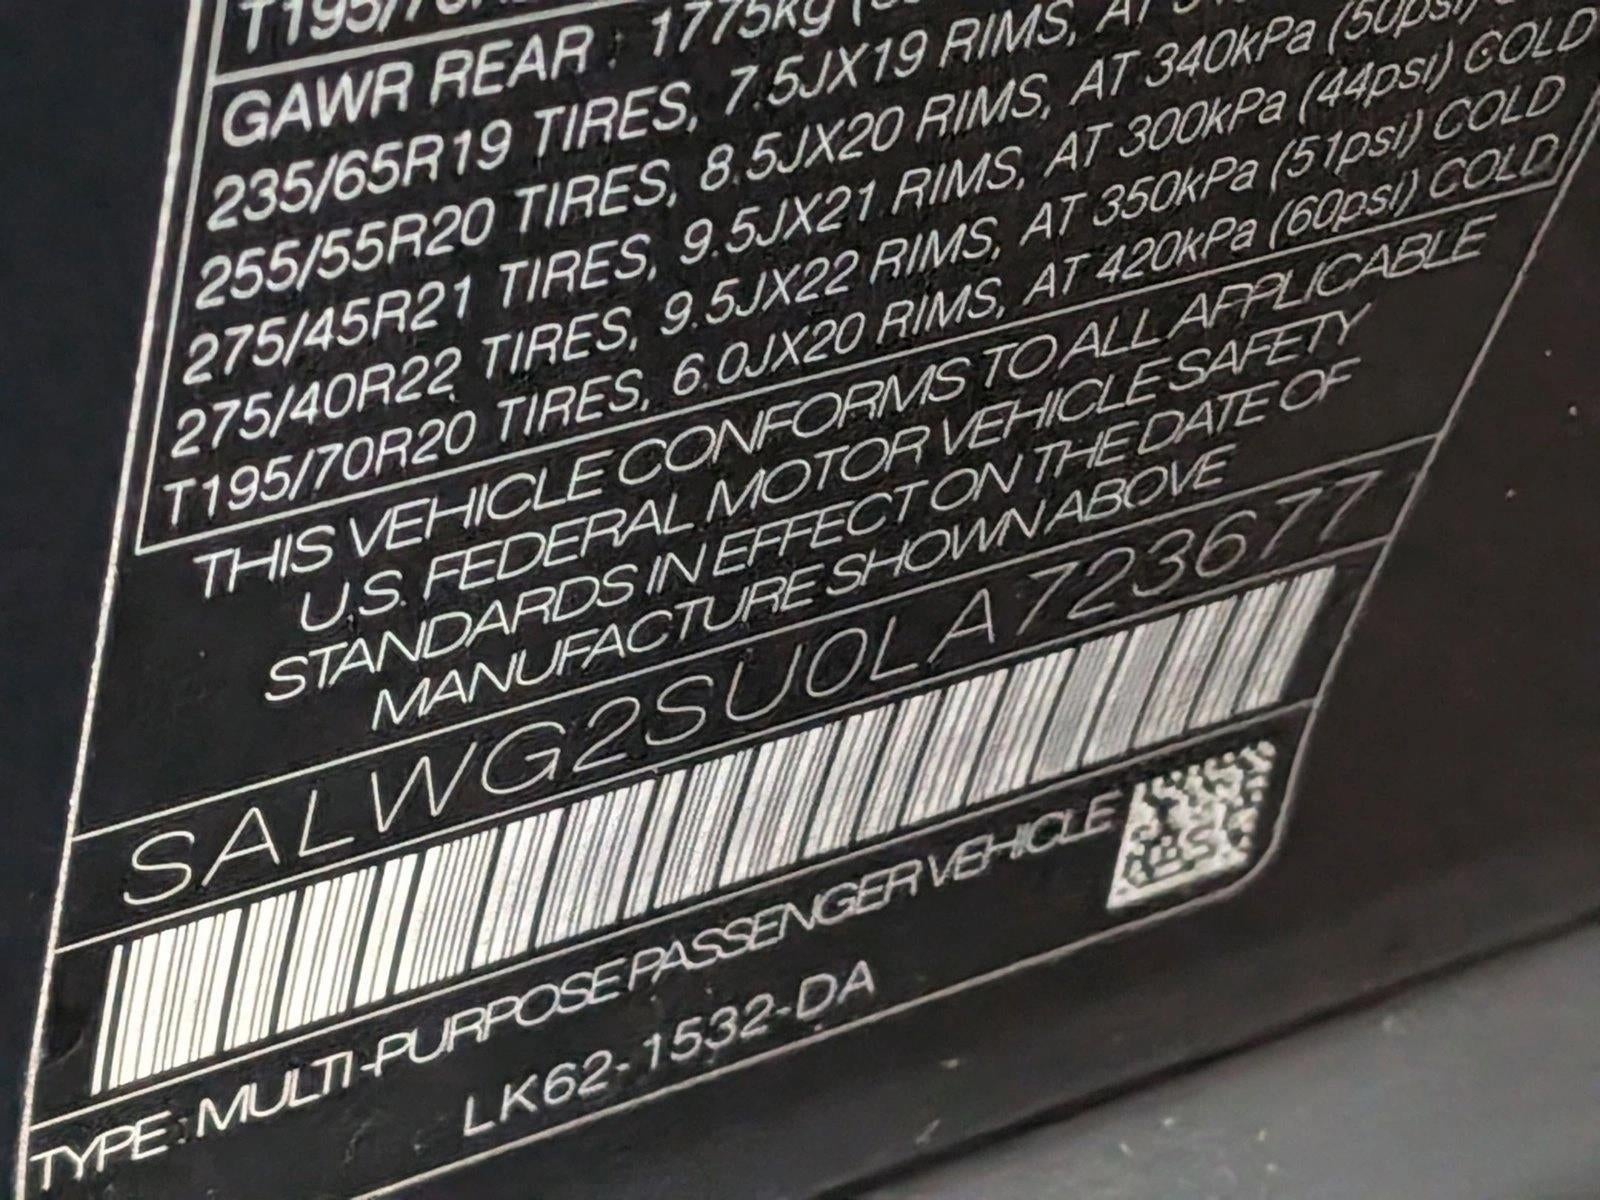 GAWR REAR : 1775kg
235/65R19 TIRES, 7.5JX19 RIMS, AT
255/55R20 TIRES, 8.5JX20 RIMS, AT 340kPa (50psi)
275/45R21 TIRES, 9.5JX21 RIMS, AT 300kPa (44psi) COLD
275/40R22 TIRES, 9.5JX22 RIMS, AT 350kPa (51psi) COLD
T195/70R20 TIRES, 6.0JX20 RIMS, AT 420kPa (60psi) COLD
THIS VEHICLE CONFORMS TO ALL APPLICABLE
U.S. FEDERAL MOTOR VEHICLE SAFETY
STANDARDS IN EFFECT ON THE DATE OF
MANUFACTURE SHOWN ABOVE
SALWG2SU0LA723677
TYPE: MULTI-PURPOSE PASSENGER VEHICLE
LK62-1532-DA